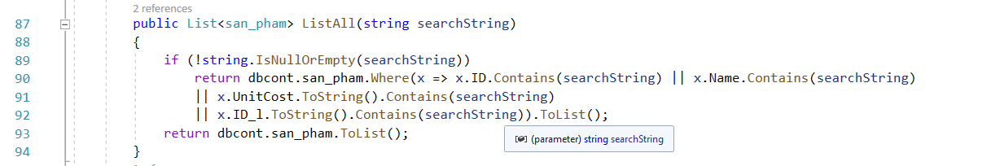 2 references
87 public List<san_pham> ListAll(string searchString)
88 {
89 if (!string.IsNullOrEmpty(searchString))
90 return dbcont.san_pham.Where(x => x.ID.Contains(searchString) || x.Name.Contains(searchString)
91 || x.UnitCost.ToString().Contains(searchString)
92 || x.ID_l.ToString().Contains(searchString)).ToList();
93 return dbcont.san_pham.ToList();
(parameter) string searchString
94 }